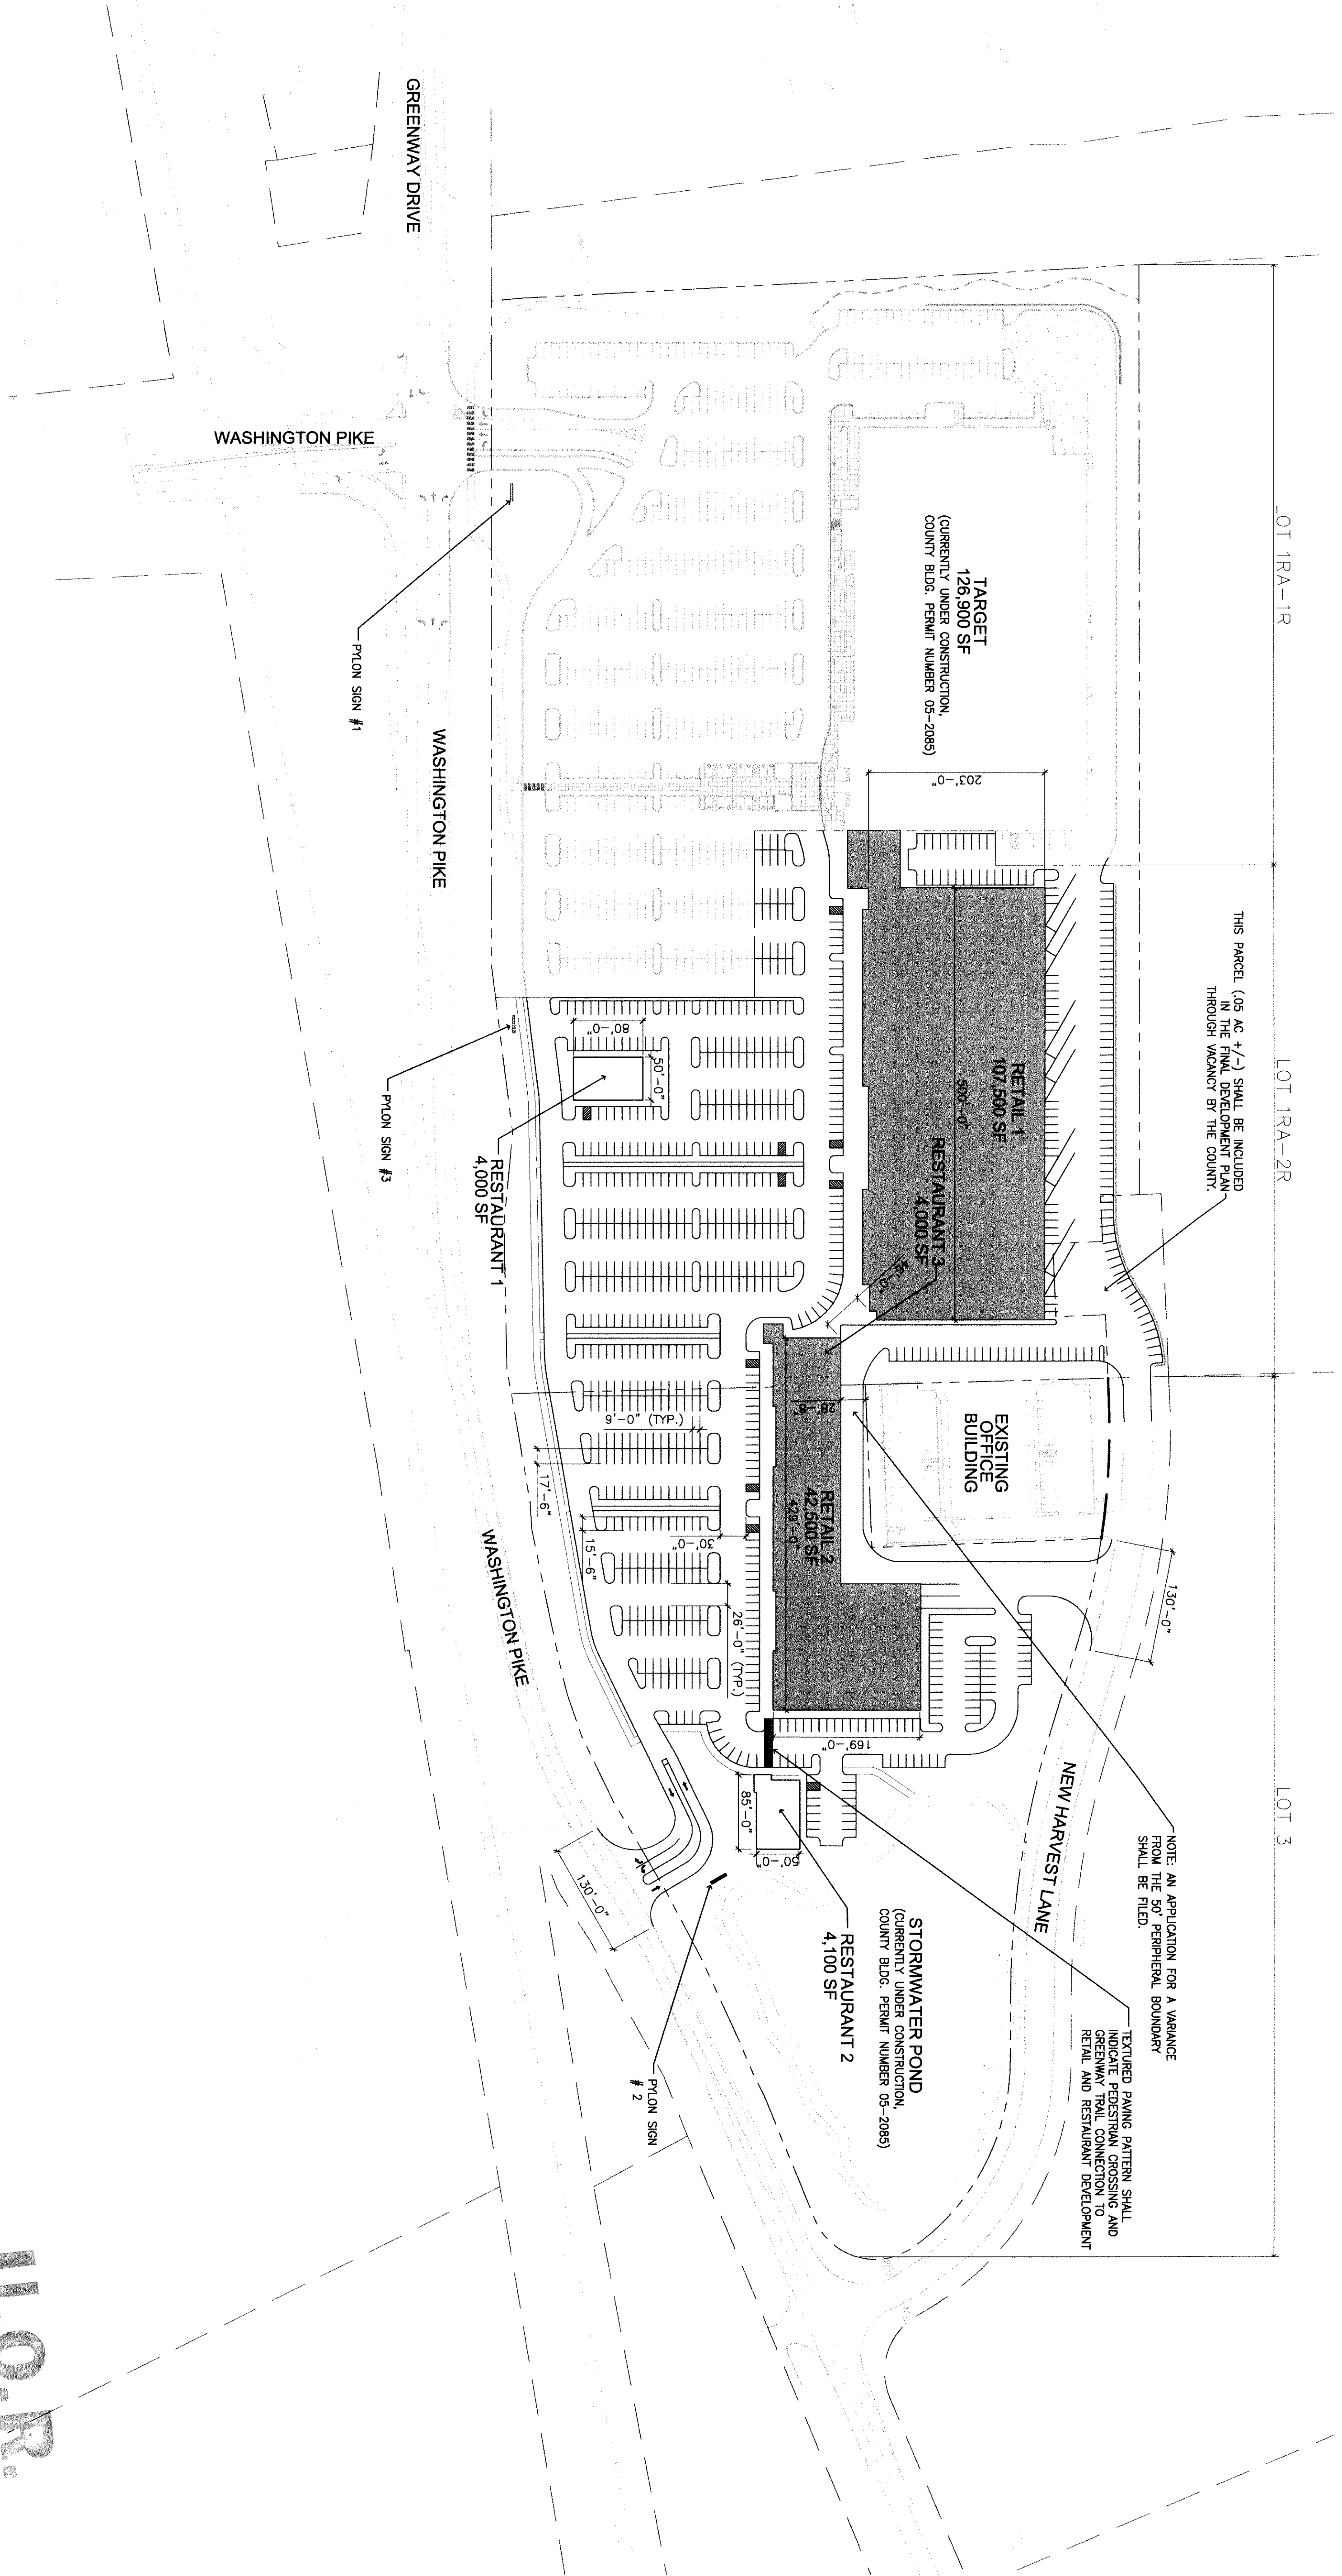 LOT 1RA-1R
LOT 1RA-2R
LOT 3
THIS PARCEL (.05 AC +/-) SHALL BE INCLUDED
IN THE FINAL DEVELOPMENT PLAN
THROUGH VACANCY BY THE COUNTY.
NOTE: AN APPLICATION FOR A VARIANCE
FROM THE 50' PERIPHERAL BOUNDARY
SHALL BE FILED.
TEXTURED PAVING PATTERN SHALL
INDICATE PEDESTRIAN CROSSING AND
GREENWAY TRAIL CONNECTION TO
RETAIL AND RESTAURANT DEVELOPMENT
TARGET
126,900 SF
(CURRENTLY UNDER CONSTRUCTION,
COUNTY BLDG. PERMIT NUMBER 05-2085)
203'-0"
RETAIL 1
107,500 SF
500'-0"
RESTAURANT 3
4,000 SF
46'-0"
EXISTING
OFFICE
BUILDING
28'-8"
130'-0"
NEW HARVEST LANE
RETAIL 2
42,500 SF
429'-0"
169'-0"
STORMWATER POND
(CURRENTLY UNDER CONSTRUCTION,
COUNTY BLDG. PERMIT NUMBER 05-2085)
RESTAURANT 2
4,100 SF
85'-0"
50'-0"
80'-0"
50'-0"
9'-0" (TYP.)
17'-6"
15'-6"
30'-0"
26'-0" (TYP.)
130'-0"
PYLON SIGN
# 2
RESTAURANT 1
4,000 SF
PYLON SIGN #3
PYLON SIGN #1
GREENWAY DRIVE
WASHINGTON PIKE
WASHINGTON PIKE
WASHINGTON PIKE